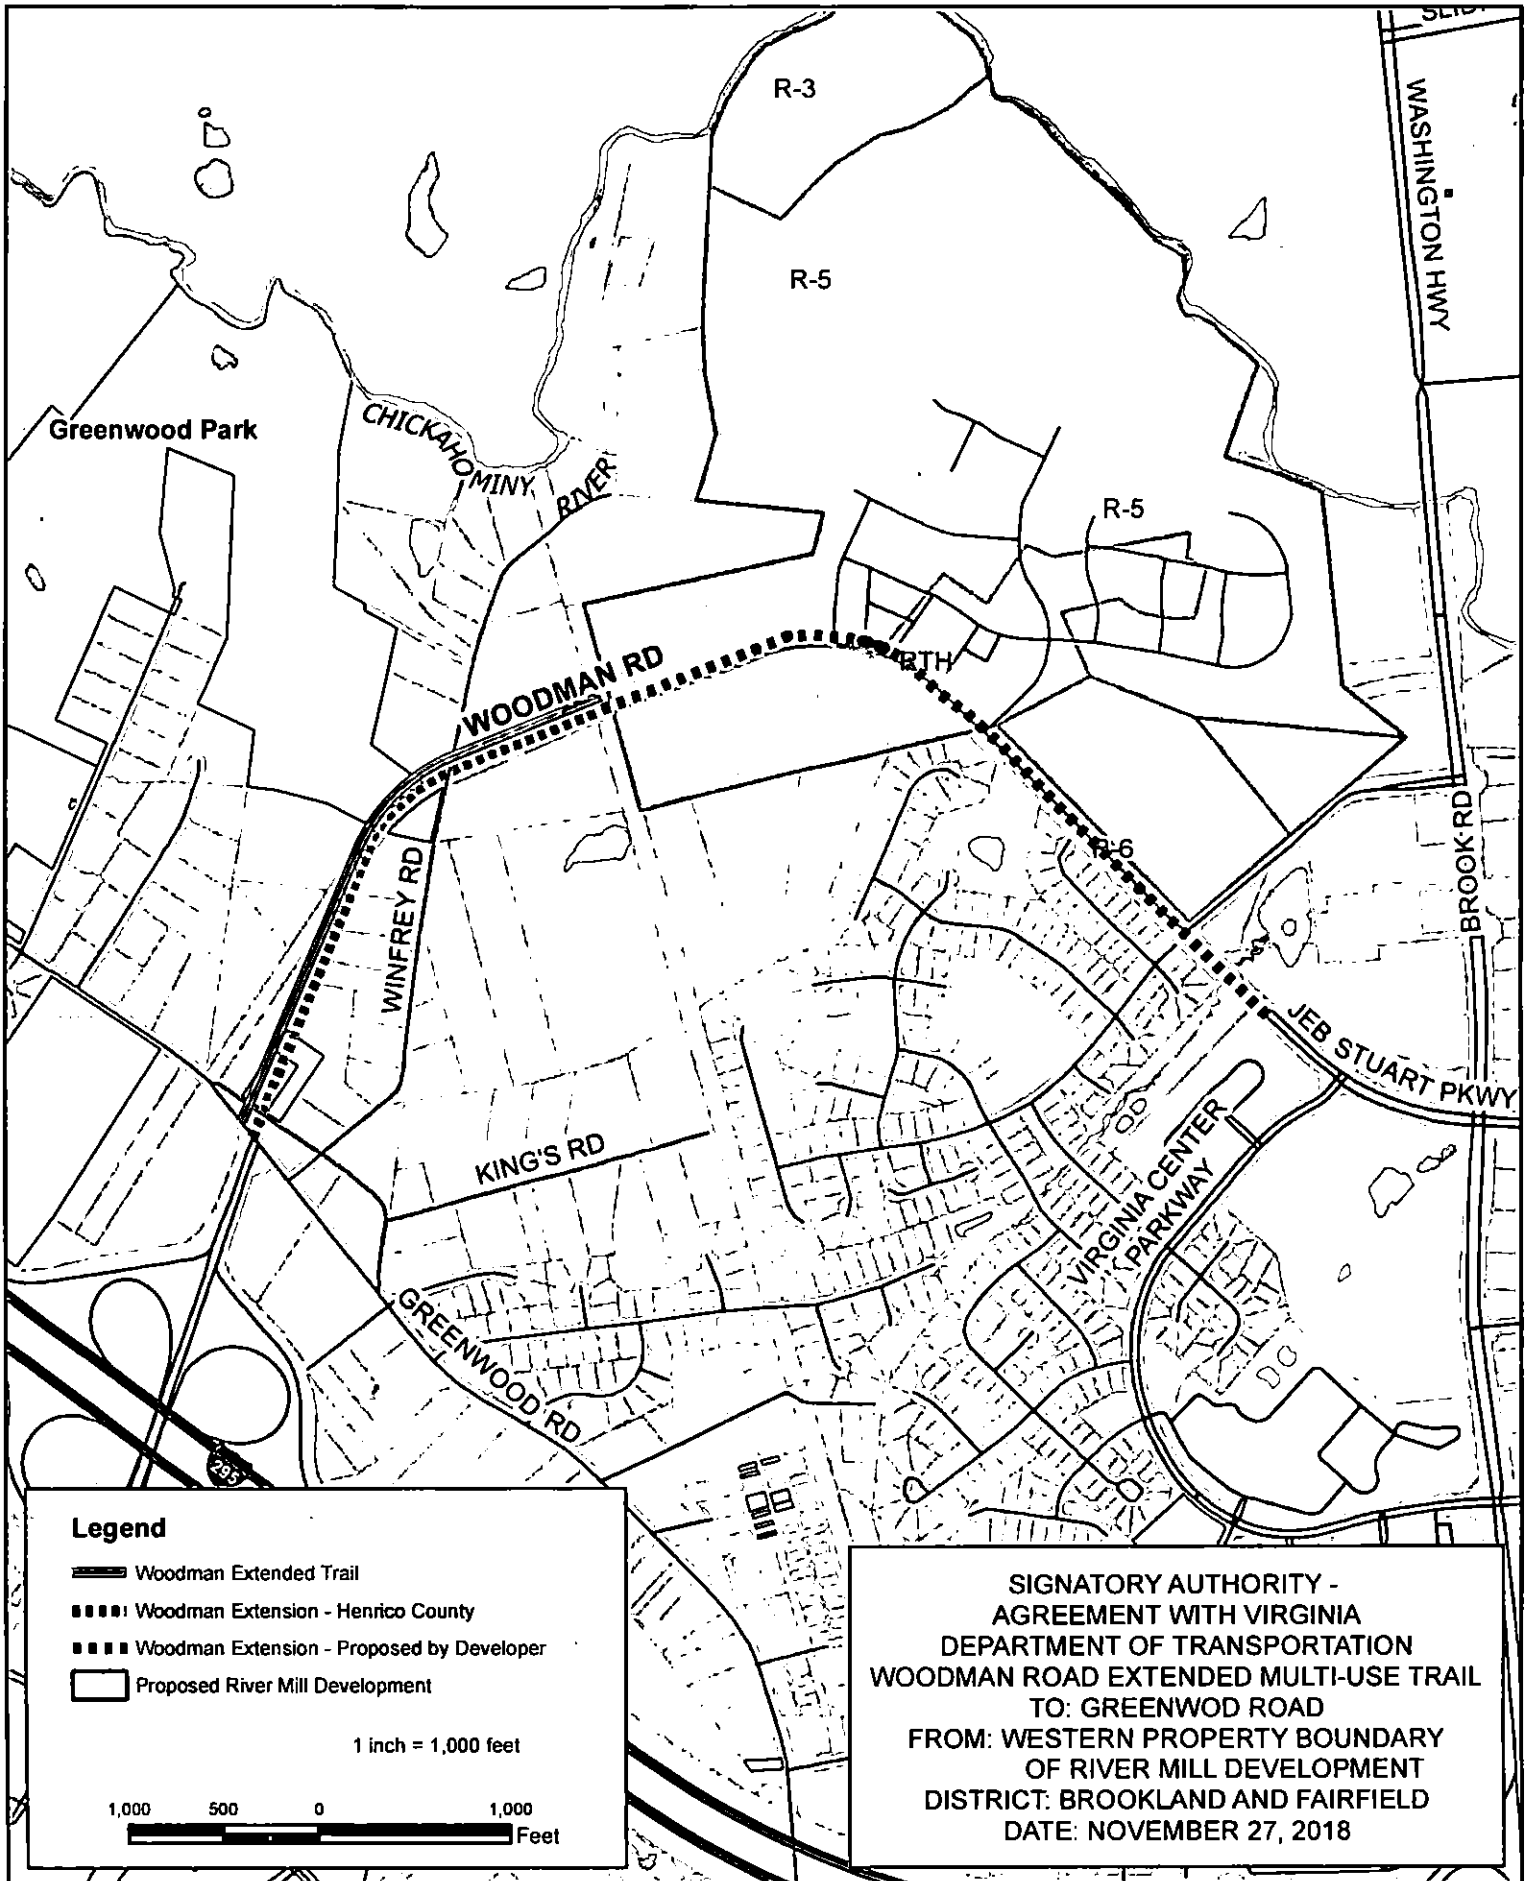 R-3
WASHINGTON HWY
R-5
Greenwood Park
CHICKAHOMINY
RIVER
R-5
WOODMAN RD
RTH
R-6
WINFREY RD
BROOK RD
JEB STUART PKWY
KING'S RD
VIRGINIA CENTER
PARKWAY
GREENWOOD RD
295
Legend
Woodman Extended Trail
Woodman Extension - Henrico County
Woodman Extension - Proposed by Developer
Proposed River Mill Development
1 inch = 1,000 feet
1,000 500 0 1,000
Feet
SIGNATORY AUTHORITY -
AGREEMENT WITH VIRGINIA
DEPARTMENT OF TRANSPORTATION
WOODMAN ROAD EXTENDED MULTI-USE TRAIL
TO: GREENWOD ROAD
FROM: WESTERN PROPERTY BOUNDARY
OF RIVER MILL DEVELOPMENT
DISTRICT: BROOKLAND AND FAIRFIELD
DATE: NOVEMBER 27, 2018